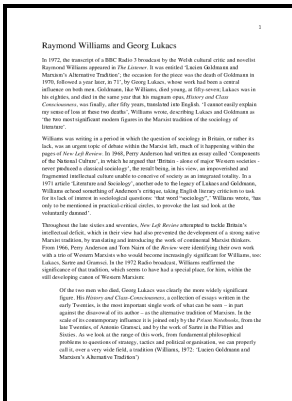 1
Raymond Williams and Georg Lukacs
In 1972, the transcript of a BBC Radio 3 broadcast by the Welsh cultural critic and novelist
Raymond Williams appeared in The Listener. It was entitled 'Lucien Goldmann and
Marxism's Alternative Tradition'; the occasion for the piece was the death of Goldmann in
1970, followed a year later, in 71', by Georg Lukacs, whose work had been a central
influence on both men. Goldmann, like Williams, died young, at fifty-seven; Lukacs was in
his eighties, and died in the same year that his magnum opus, History and Class
Consciousness, was finally, after fifty years, translated into English. 'I cannot easily explain
my sense of loss at these two deaths', Williams wrote, describing Lukacs and Goldmann as
'the two most significant modern figures in the Marxist tradition of the sociology of
literature'.
Williams was writing in a period in which the question of sociology in Britain, or rather its
lack, was an urgent topic of debate within the Marxist left, much of it happening within the
pages of New Left Review. In 1968, Perry Anderson had written an essay called 'Components
of the National Culture', in which he argued that 'Britain - alone of major Western societies -
never produced a classical sociology', the result being, in his view, an impoverished and
fragmented intellectual culture unable to conceive of society as an integrated totality. In a
1971 article 'Literature and Sociology', another ode to the legacy of Lukacs and Goldmann,
Williams echoed something of Anderson's critique, taking English literary criticism to task
for its lack of interest in sociological questions: 'that word "sociology",' Williams wrote, 'has
only to be mentioned in practical-critical circles, to provoke the last sad look at the
voluntarily damned'.
Throughout the late sixties and seventies, New Left Review attempted to tackle Britain's
intellectual deficit, which in their view had also prevented the development of a strong native
Marxist tradition, by translating and introducing the work of continental Marxist thinkers.
From 1966, Perry Anderson and Tom Nairn of the Review were identifying their own work
with a trio of Western Marxists who would become increasingly significant for Williams, too:
Lukacs, Sartre and Gramsci. In the 1972 Radio broadcast, Williams reaffirmed the
significance of that tradition, which seems to have had a special place, for him, within the
still developing canon of Western Marxism:
Of the two men who died, Georg Lukacs was clearly the more widely significant
figure. His History and Class-Consciousness, a collection of essays written in the
early Twenties, is the most important single work of what can be seen – in part
against the disavowal of its author – as the alternative tradition of Marxism. In the
scale of its contemporary influence it is joined only by the Prison Notebooks, from the
late Twenties, of Antonio Gramsci, and by the work of Sartre in the Fifties and
Sixties. As we look at the range of this work, from fundamental philosophical
problems to questions of strategy, tactics and political organisation, we can properly
call it, over a very wide field, a tradition (Williams, 1972: 'Lucien Goldmann and
Marxism's Alternative Tradition')